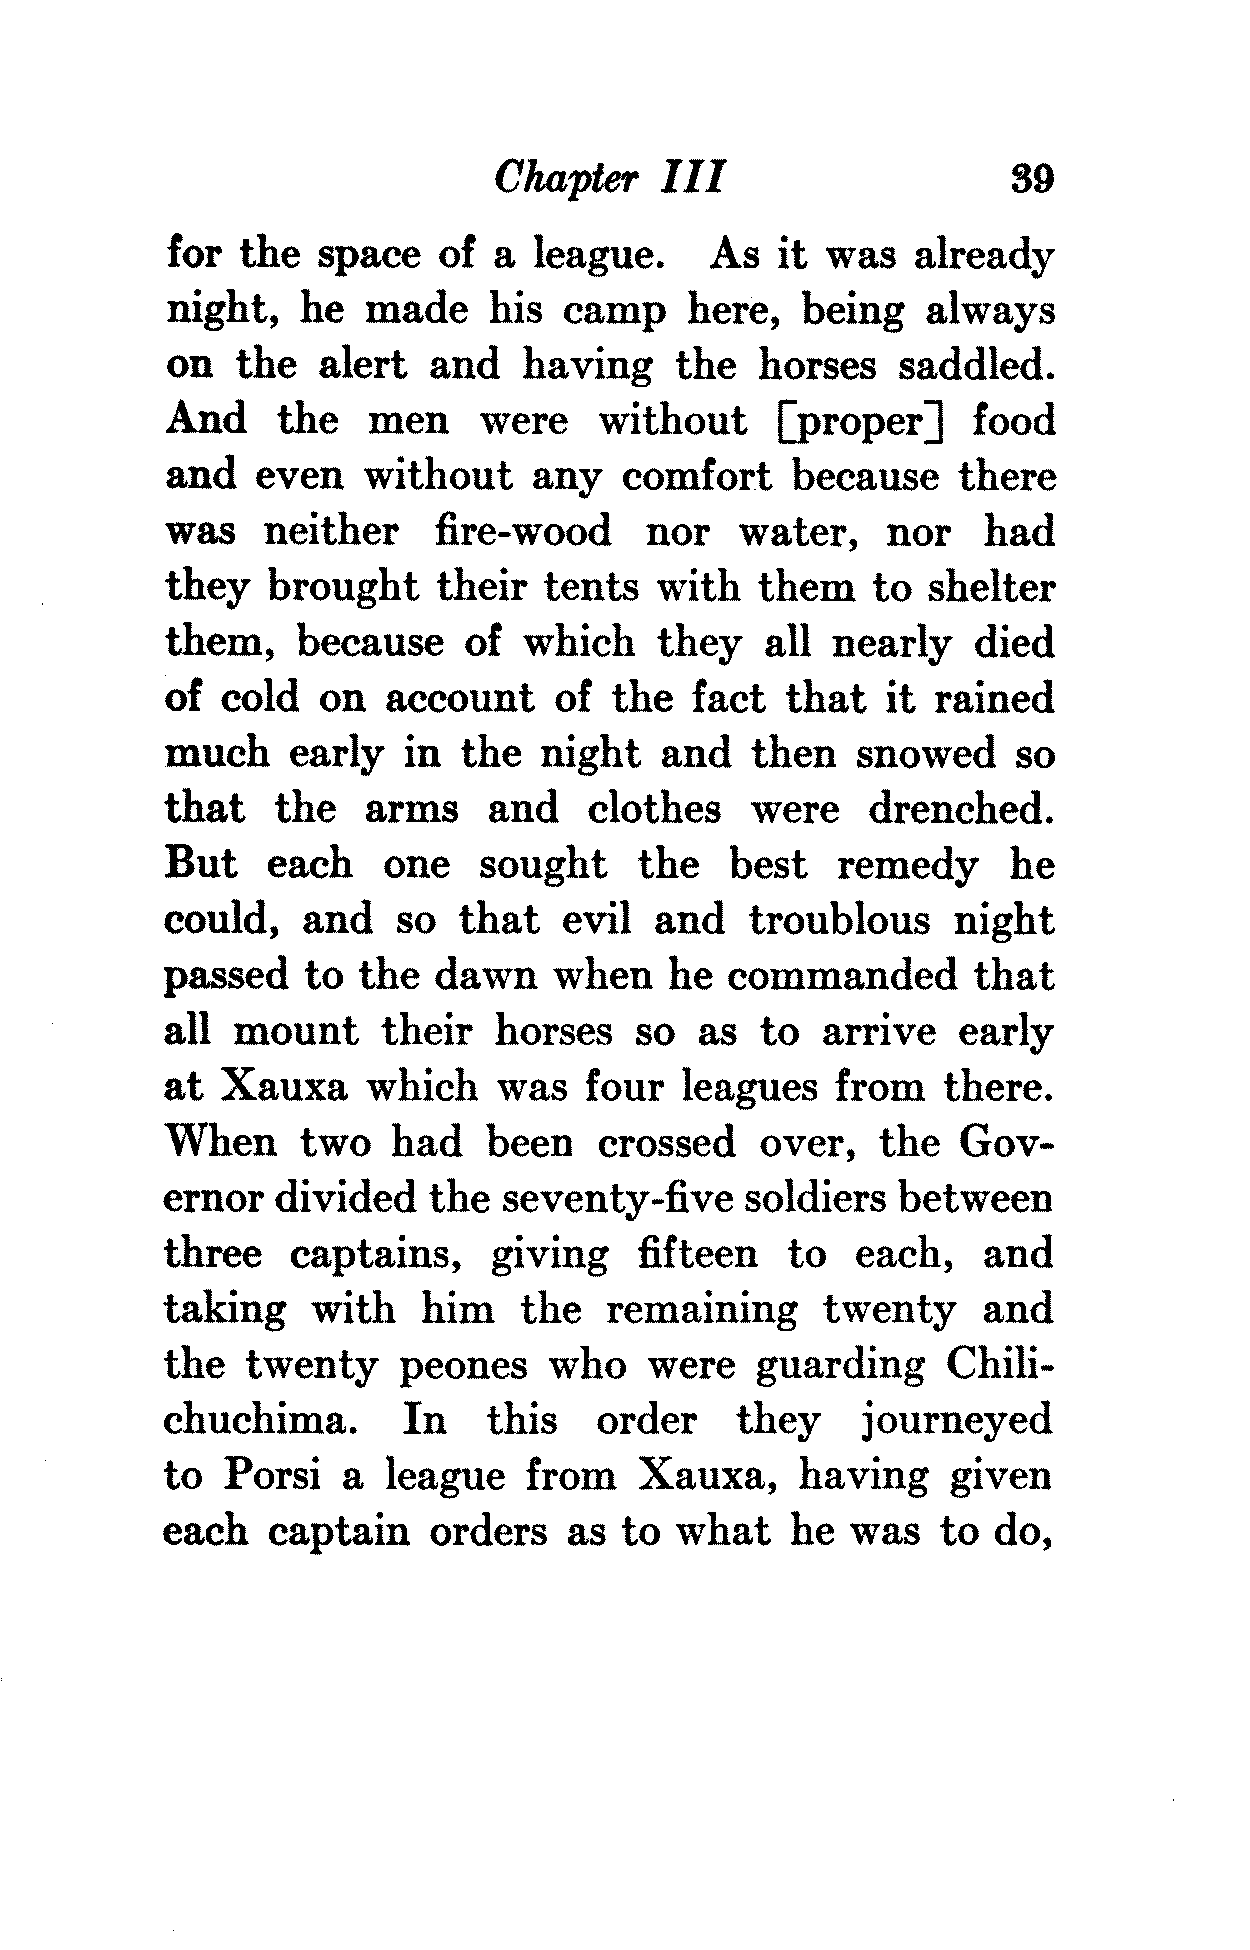 Chapter III 39
for the space of a league. As it was already
night, he made his camp here, being always
on the alert and having the horses saddled.
And the men were without [proper] food
and even without any comfort because there
was neither fire-wood nor water, nor had
they brought their tents with them to shelter
them, because of which they all nearly died
of cold on account of the fact that it rained
much early in the night and then snowed so
that the arms and clothes were drenched.
But each one sought the best remedy he
could, and so that evil and troublous night
passed to the dawn when he commanded that
all mount their horses so as to arrive early
at Xauxa which was four leagues from there.
When two had been crossed over, the Gov-
ernor divided the seventy-five soldiers between
three captains, giving fifteen to each, and
taking with him the remaining twenty and
the twenty peones who were guarding Chili-
chuchima. In this order they journeyed
to Porsi a league from Xauxa, having given
each captain orders as to what he was to do,